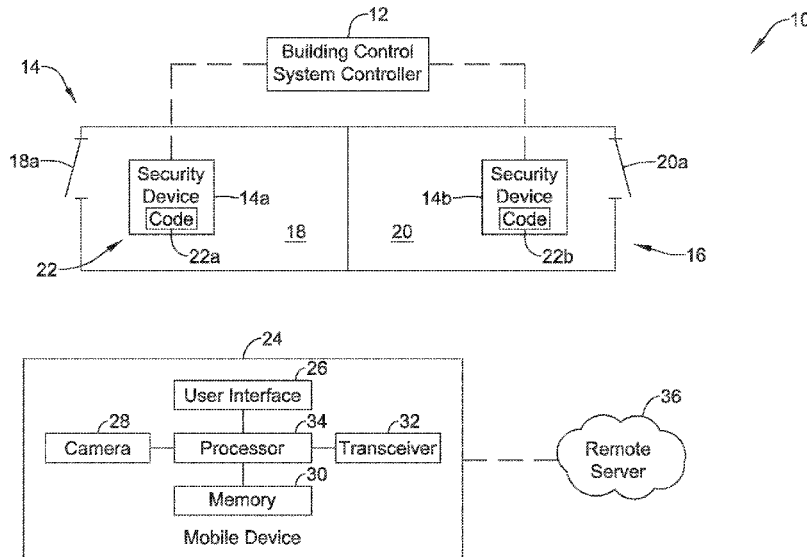 10
12
Building Control
System Controller
14
18a
20a
Security
Device
Code
14a
14b
Security
Device
Code
18
20
22
22a
22b
16
24
26
User Interface
28
34
32
36
Camera
Processor
Transceiver
Remote
Server
30
Memory
Mobile Device